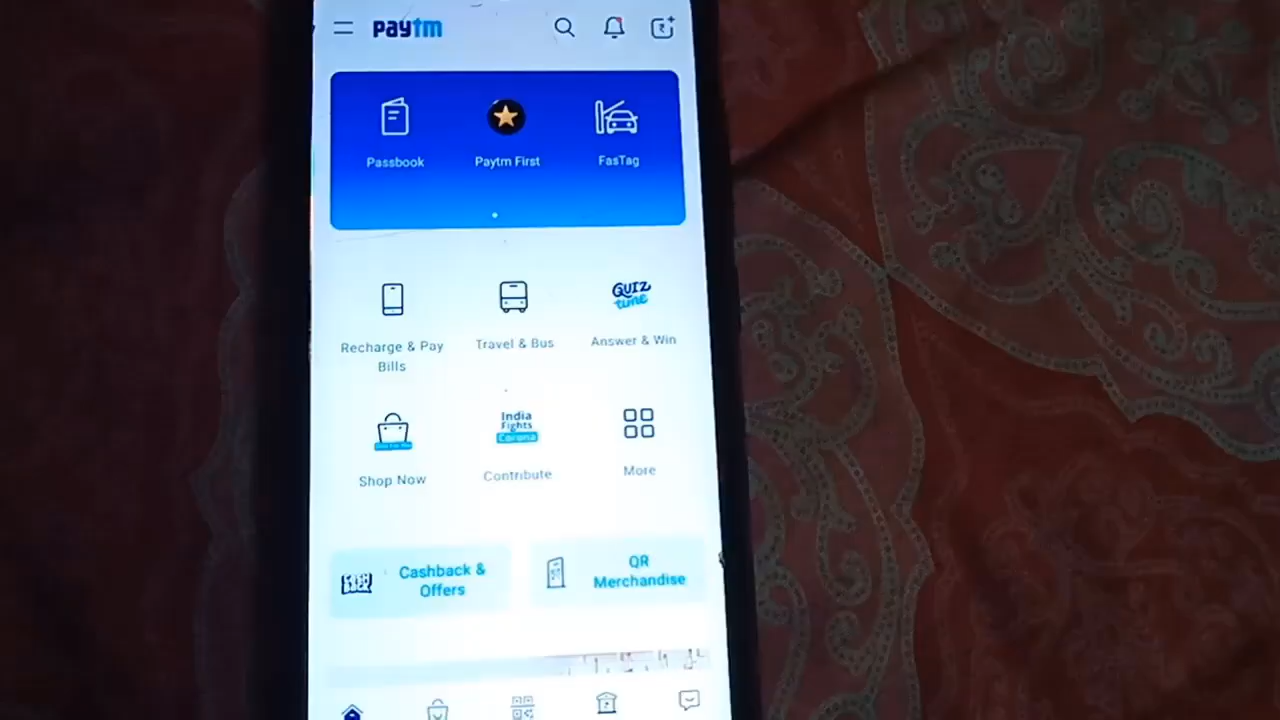 paytm
Passbook Paytm First FasTag
QUIZ
time
Recharge & Pay
Bills
Travel & Bus
Answer & Win
India
Fights
Corona
Shop Now
Contribute
More
Cashback &
Offers
QR
Merchandise